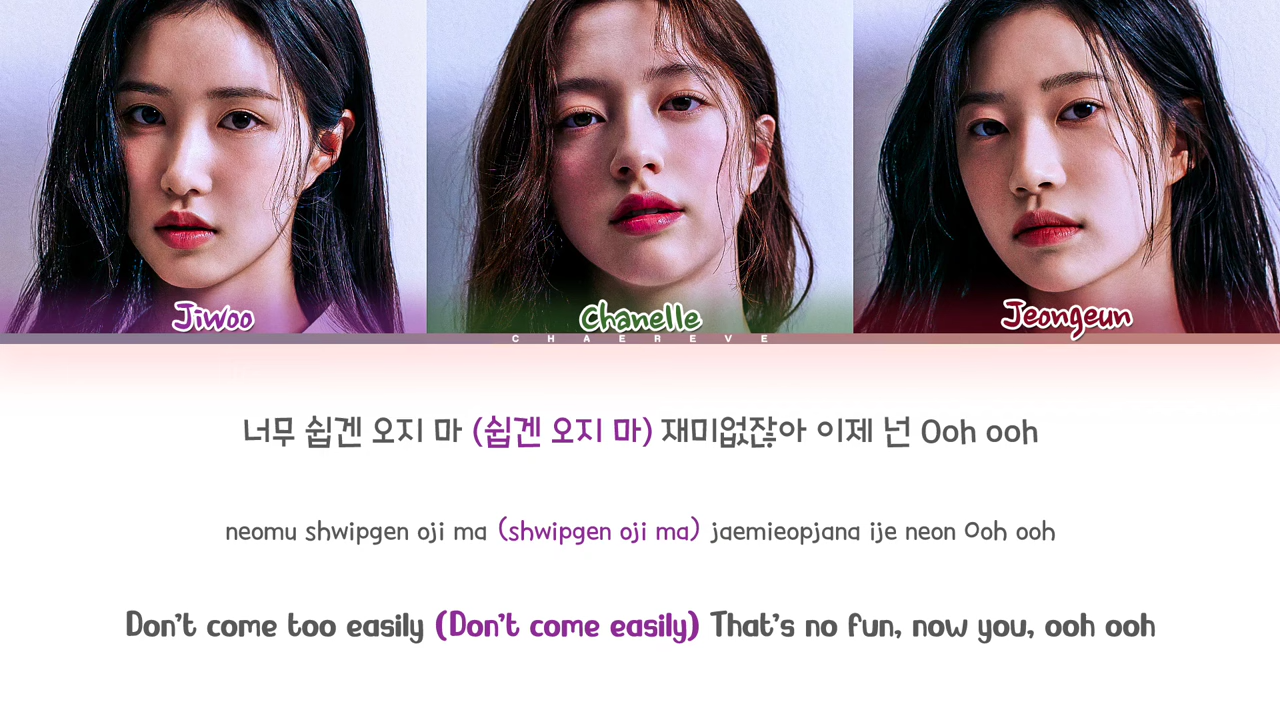 Jiwoo
Chanelle
Jeongeun
CHAEREVE
너무 쉽겐 오지 마 (쉽겐 오지 마) 재미없잖아 이제 넌 Ooh ooh
neomu shwipgen oji ma (shwipgen oji ma) jaemieopjana ije neon Ooh ooh
Don't come too easily (Don't come easily) That's no fun, now you, ooh ooh